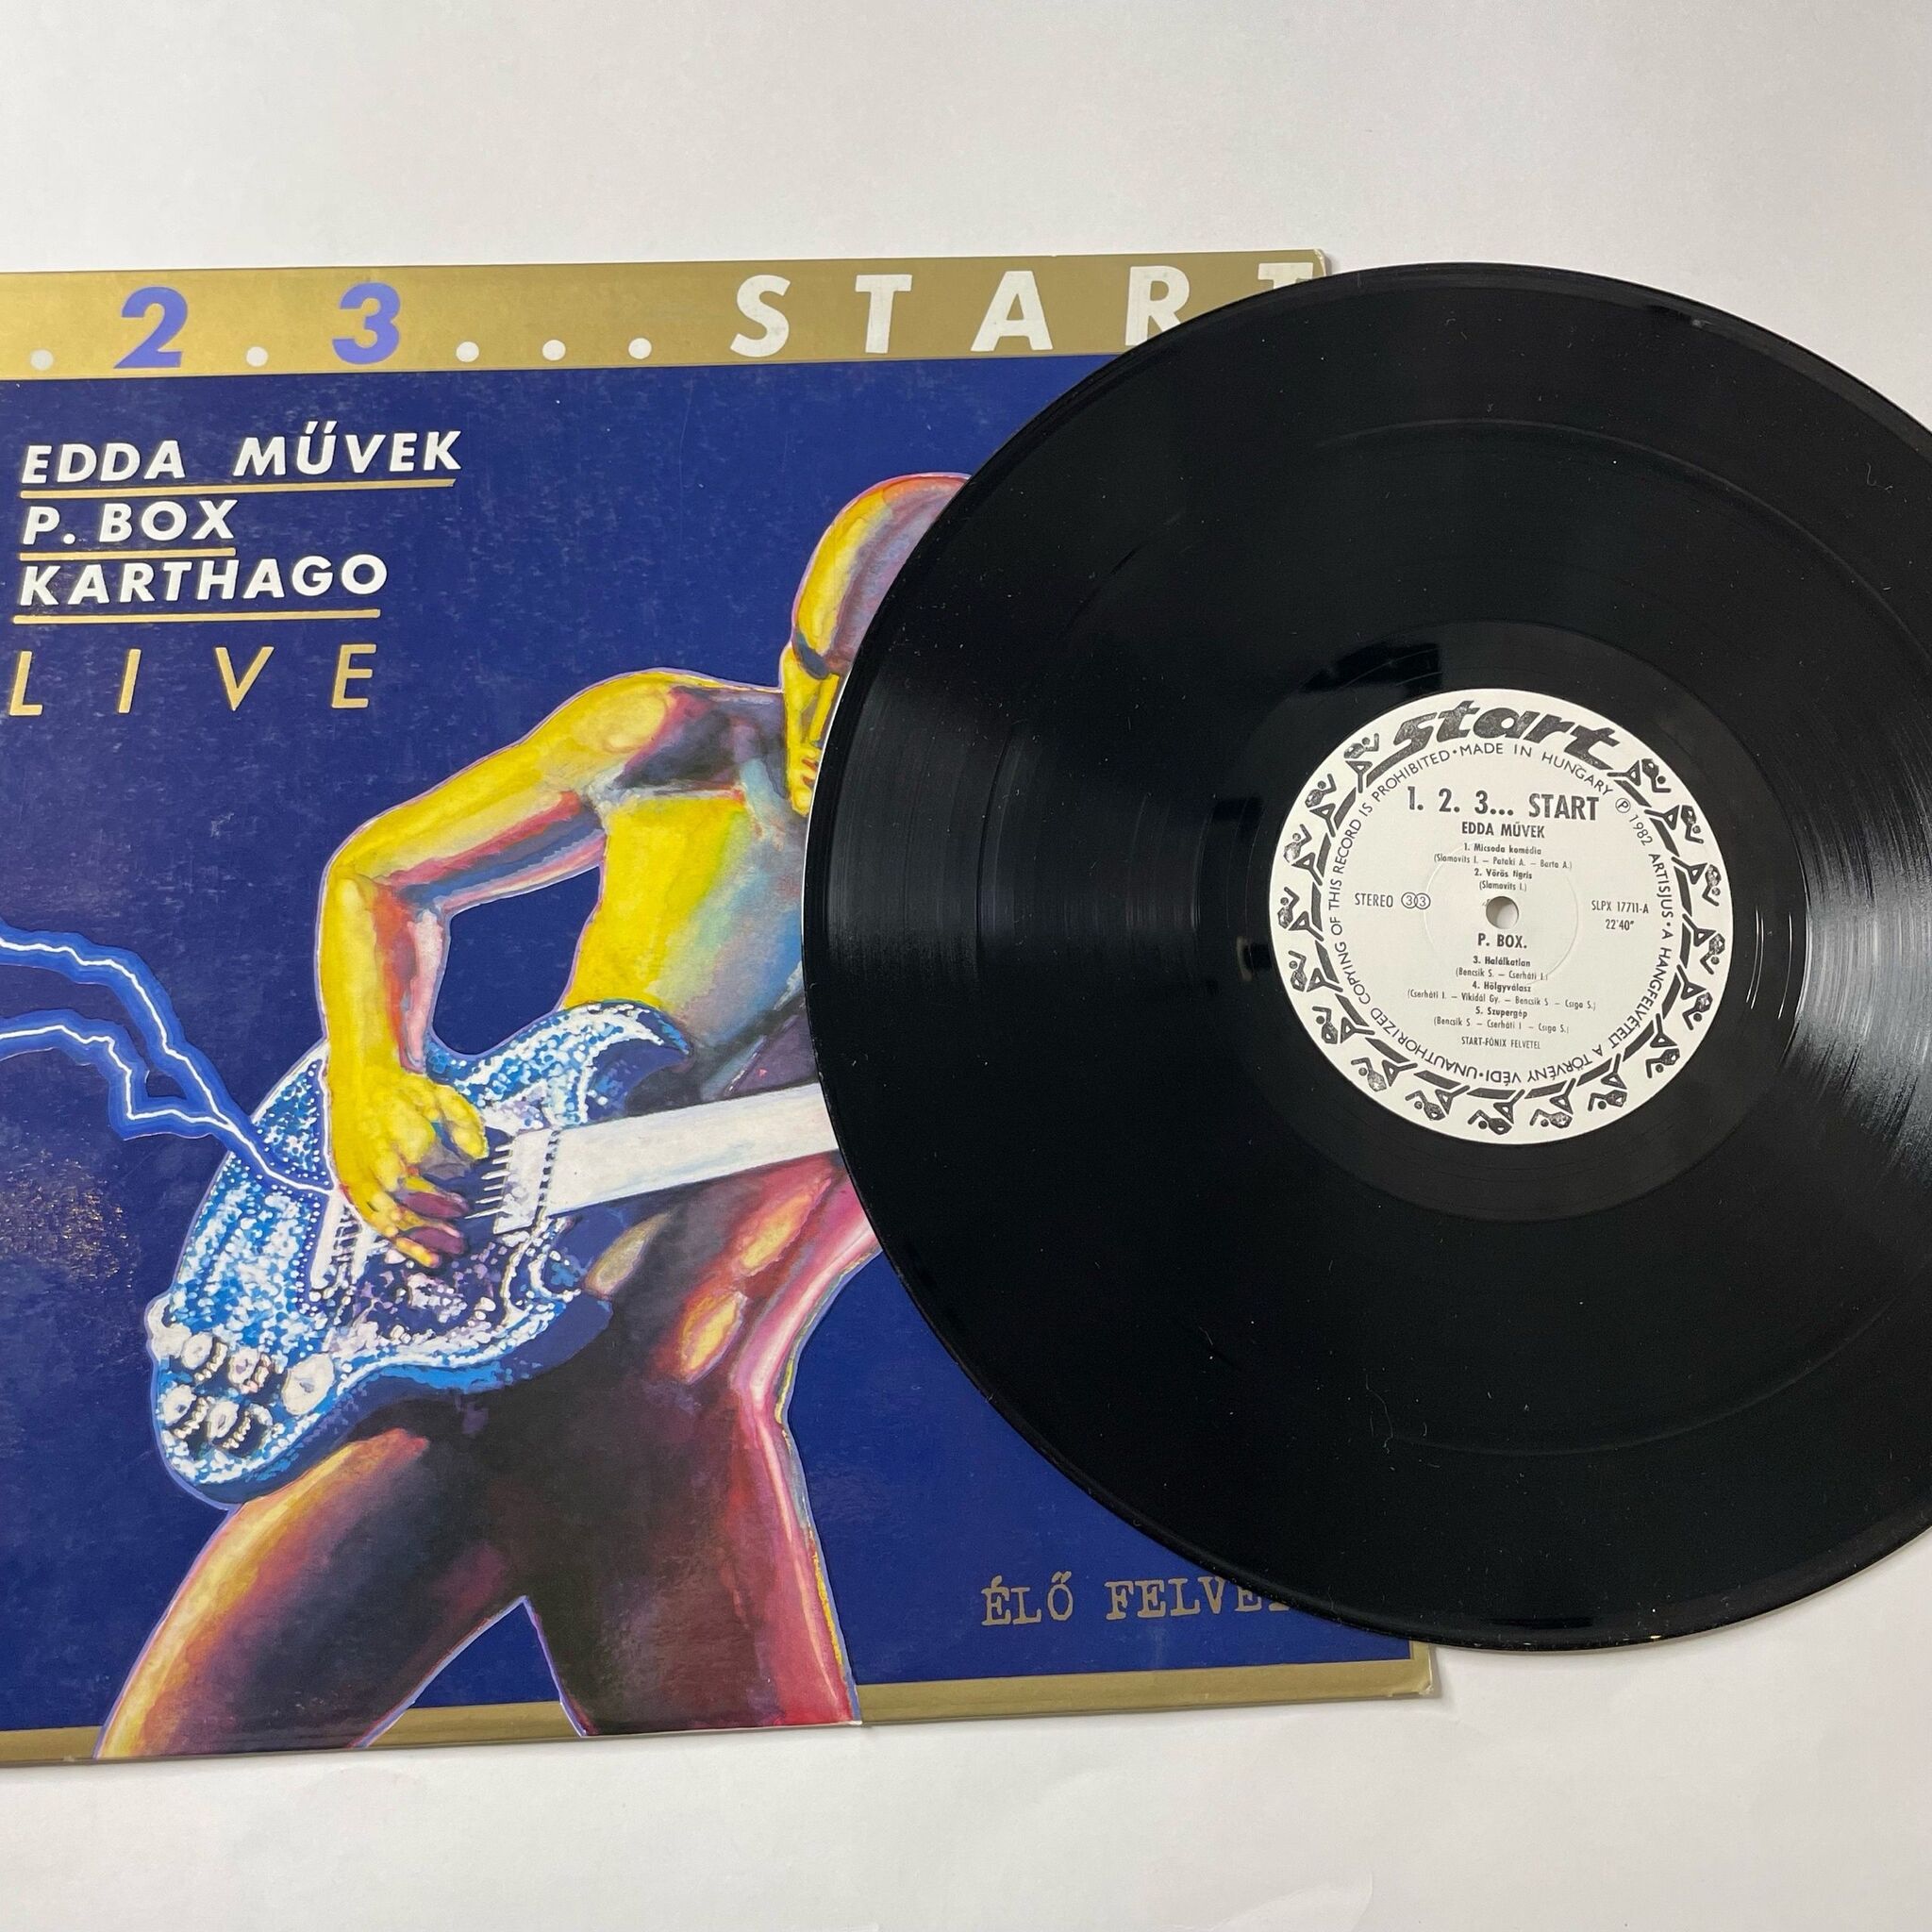 . 2 . 3 . . . START
EDDA MŰVEK
P. BOX
KARTHAGO
LIVE
ÉLŐ FELVÉ
start
UNAUTHORIZED COPYING OF THIS RECORD IS PROHIBITED·MADE IN HUNGARY Ⓟ 1982 ARTISJUS·A HANGFELVÉTELT A TÖRVÉNY VÉDI·
1. 2. 3... START
EDDA MŰVEK
1. Micsoda komédia
(Slamovits I. – Pataki A. – Barta A.)
2. Vörös tigris
(Slamovits I.)
STEREO 33
SLPX 17711-A
22'40"
P. BOX.
3. Halálkatlan
(Bencsik S. – Cserháti I.)
4. Hölgyválasz
(Cserháti I. – Vikidál Gy. – Bencsik S – Csiga S.)
5. Szupergép
(Bencsik S – Cserháti I – Csiga S.)
START-FŐNIX FELVÉTEL